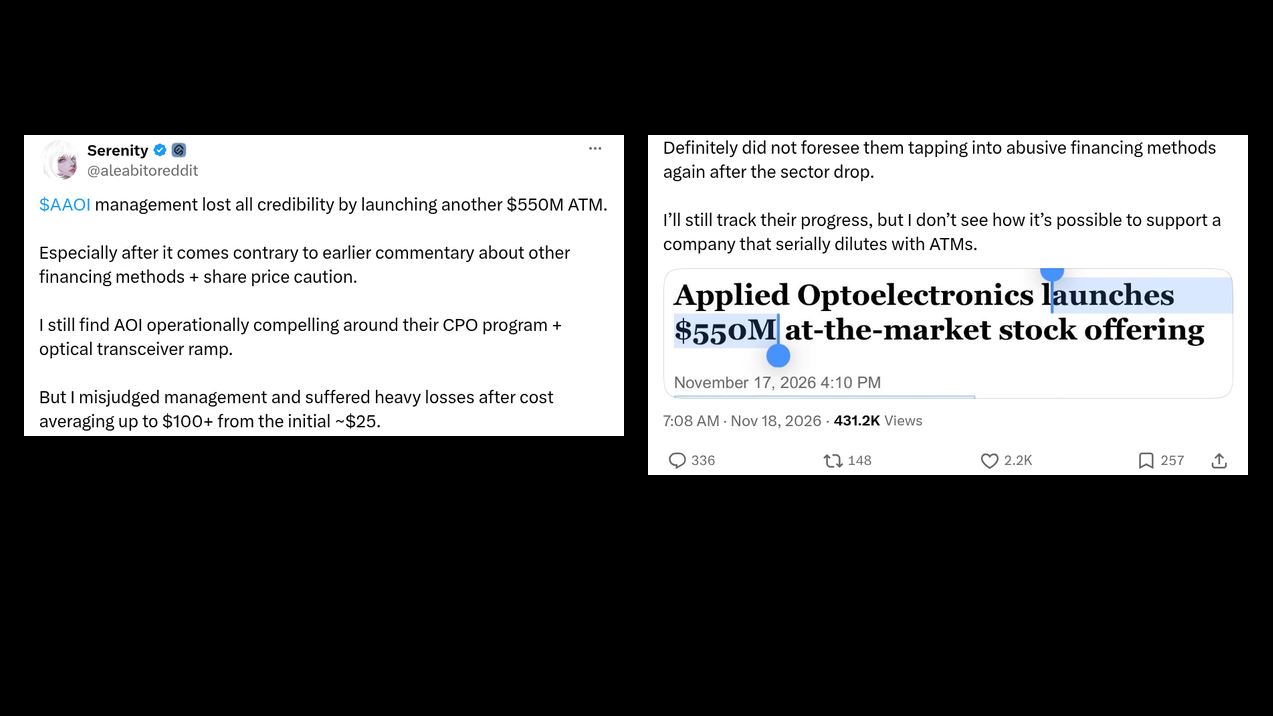 Serenity
@aleabitoreddit
$AAOI management lost all credibility by launching another $550M ATM.
Especially after it comes contrary to earlier commentary about other
financing methods + share price caution.
I still find AOI operationally compelling around their CPO program +
optical transceiver ramp.
But I misjudged management and suffered heavy losses after cost
averaging up to $100+ from the initial ~$25.
Definitely did not foresee them tapping into abusive financing methods
again after the sector drop.
I’ll still track their progress, but I don’t see how it’s possible to support a
company that serially dilutes with ATMs.
Applied Optoelectronics launches
$550M at-the-market stock offering
November 17, 2026 4:10 PM
7:08 AM · Nov 18, 2026 · 431.2K Views
336 148 2.2K 257